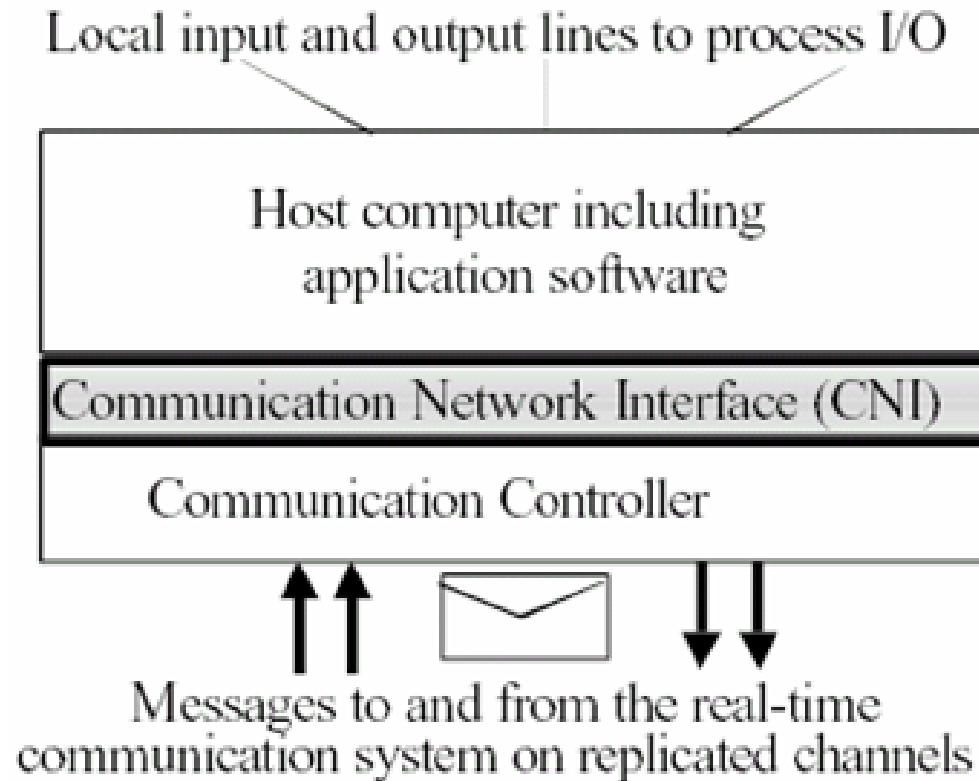 Local input and output lines to process I/O
Host computer including
application software
Communication Network Interface (CNI)
Communication Controller
Messages to and from the real-time
communication system on replicated channels